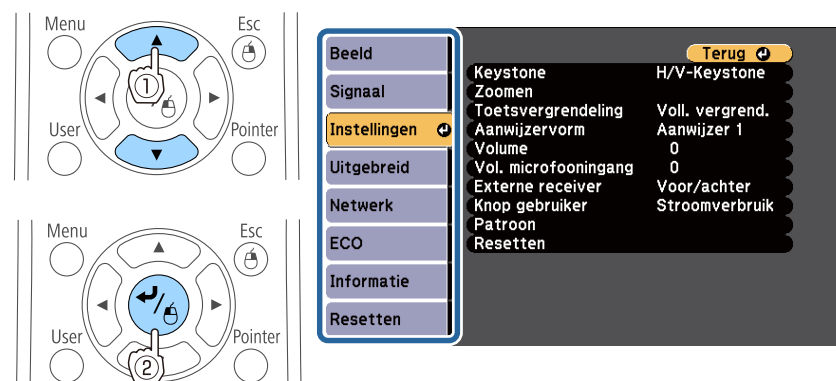 Menu
Esc
①
User
Pointer
Menu
Esc
User
Pointer
②
Beeld
Signaal
Instellingen
Uitgebreid
Netwerk
ECO
Informatie
Resetten
Terug
Keystone H/V-Keystone
Zoomen
Toetsvergrendeling Voll. vergrend.
Aanwijzervorm Aanwijzer 1
Volume 0
Vol. microfooningang 0
Externe receiver Voor/achter
Knop gebruiker Stroomverbruik
Patroon
Resetten